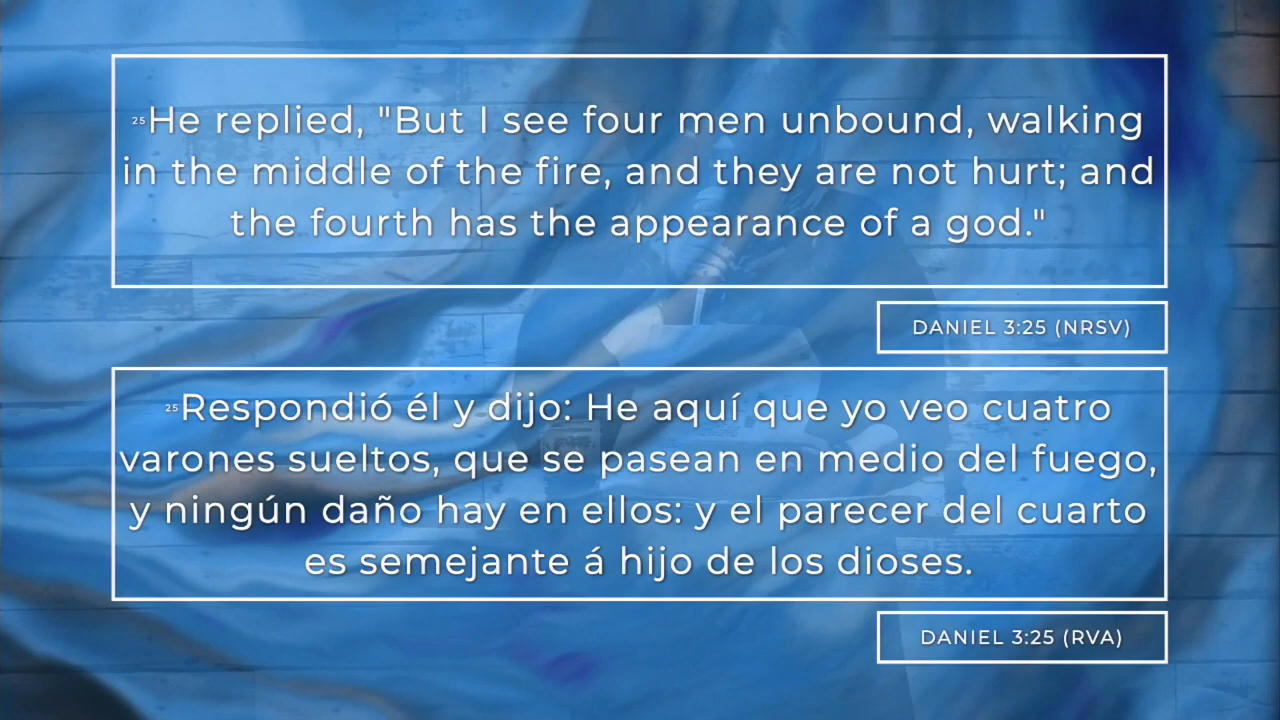 25He replied, "But I see four men unbound, walking
in the middle of the fire, and they are not hurt; and
the fourth has the appearance of a god."
DANIEL 3:25 (NRSV)
25Respondió él y dijo: He aquí que yo veo cuatro
varones sueltos, que se pasean en medio del fuego,
y ningún daño hay en ellos: y el parecer del cuarto
es semejante á hijo de los dioses.
DANIEL 3:25 (RVA)